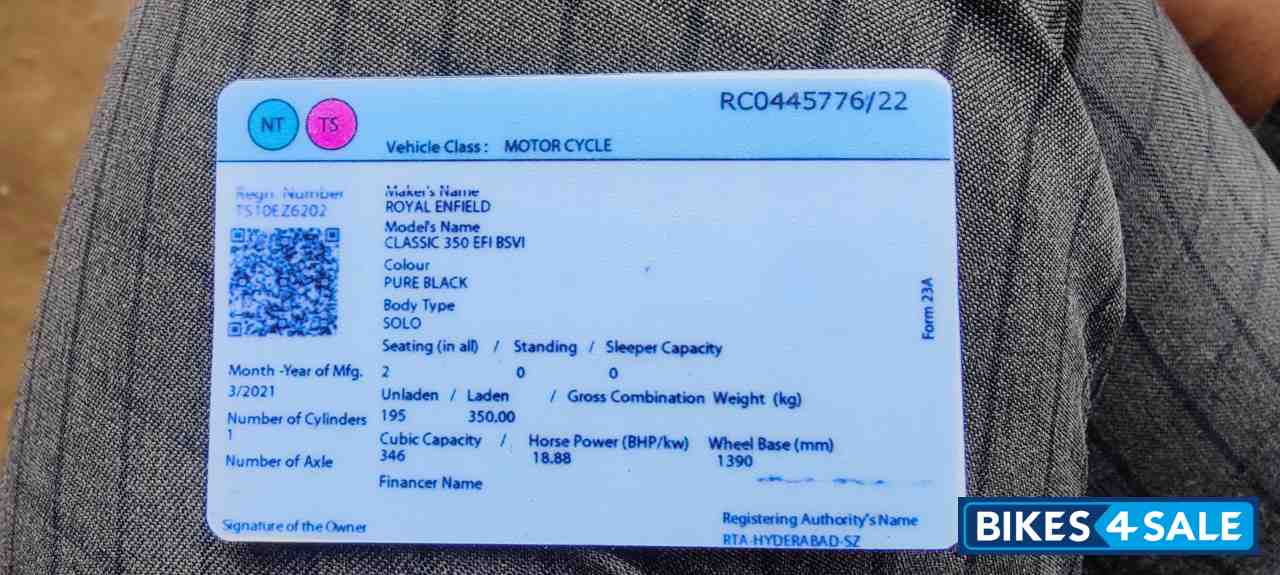 NT TS
RC0445776/22
Vehicle Class : MOTOR CYCLE
Regn. Number
TS10EZ6202
Maker's Name
ROYAL ENFIELD
Model's Name
CLASSIC 350 EFI BSVI
Colour
PURE BLACK
Body Type
SOLO
Form 23A
Seating (in all) / Standing / Sleeper Capacity
2 0 0
Month -Year of Mfg.
3/2021
Unladen / Laden / Gross Combination Weight (kg)
195 350.00
Number of Cylinders
1
Cubic Capacity / Horse Power (BHP/kw) Wheel Base (mm)
346 18.88 1390
Number of Axle
Financer Name
Signature of the Owner
Registering Authority's Name
RTA-HYDERABAD-SZ
BIKES 4 SALE